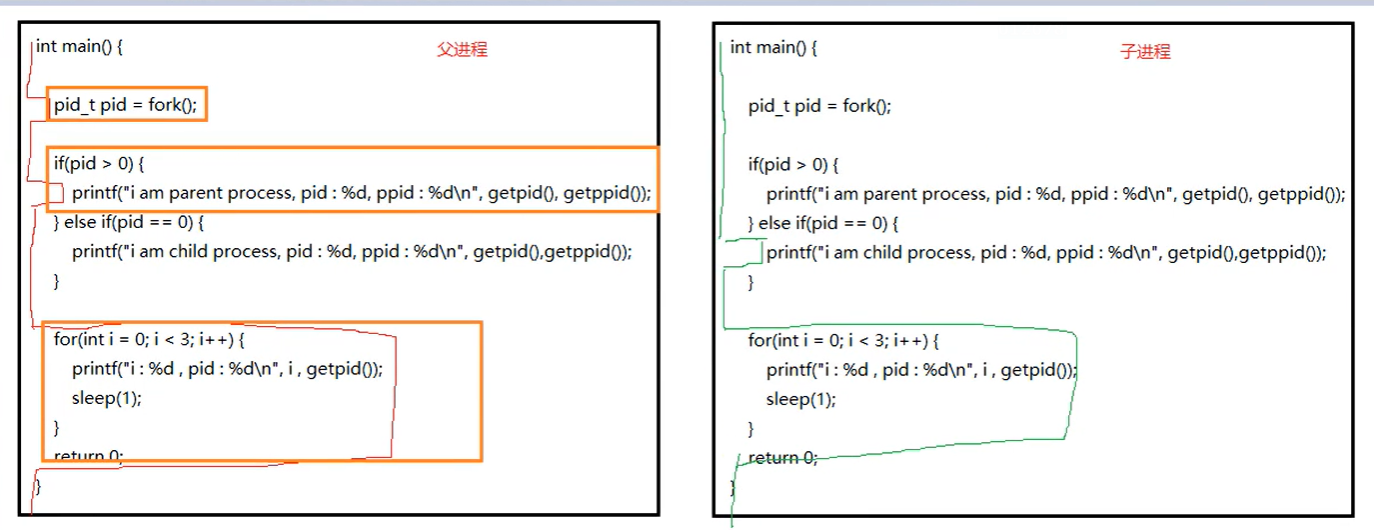 int main() {
父进程
pid_t pid = fork();
if(pid > 0) {
printf("i am parent process, pid : %d, ppid : %d\n", getpid(), getppid());
} else if(pid == 0) {
printf("i am child process, pid : %d, ppid : %d\n", getpid(),getppid());
}
for(int i = 0; i < 3; i++) {
printf("i : %d , pid : %d\n", i , getpid());
sleep(1);
}
return 0;
}
int main() {
子进程
pid_t pid = fork();
if(pid > 0) {
printf("i am parent process, pid : %d, ppid : %d\n", getpid(), getppid());
} else if(pid == 0) {
printf("i am child process, pid : %d, ppid : %d\n", getpid(),getppid());
}
for(int i = 0; i < 3; i++) {
printf("i : %d , pid : %d\n", i , getpid());
sleep(1);
}
return 0;
}